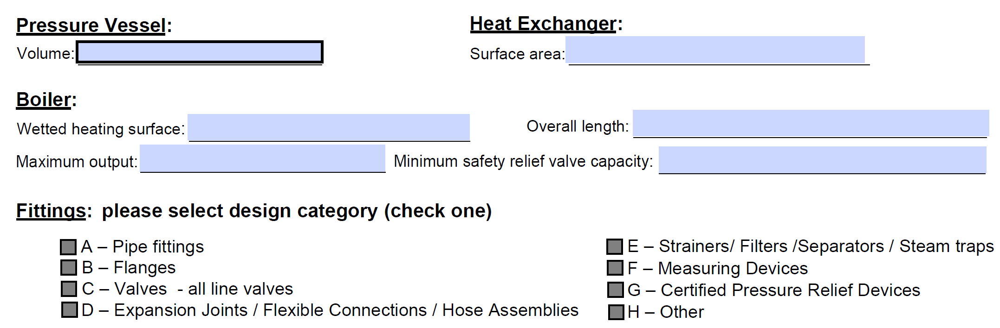 Pressure Vessel:
Volume:
Heat Exchanger:
Surface area:
Boiler:
Wetted heating surface:
Overall length:
Maximum output:
Minimum safety relief valve capacity:
Fittings: please select design category (check one)
A – Pipe fittings
B – Flanges
C – Valves - all line valves
D – Expansion Joints / Flexible Connections / Hose Assemblies
E – Strainers/ Filters /Separators / Steam traps
F – Measuring Devices
G – Certified Pressure Relief Devices
H – Other